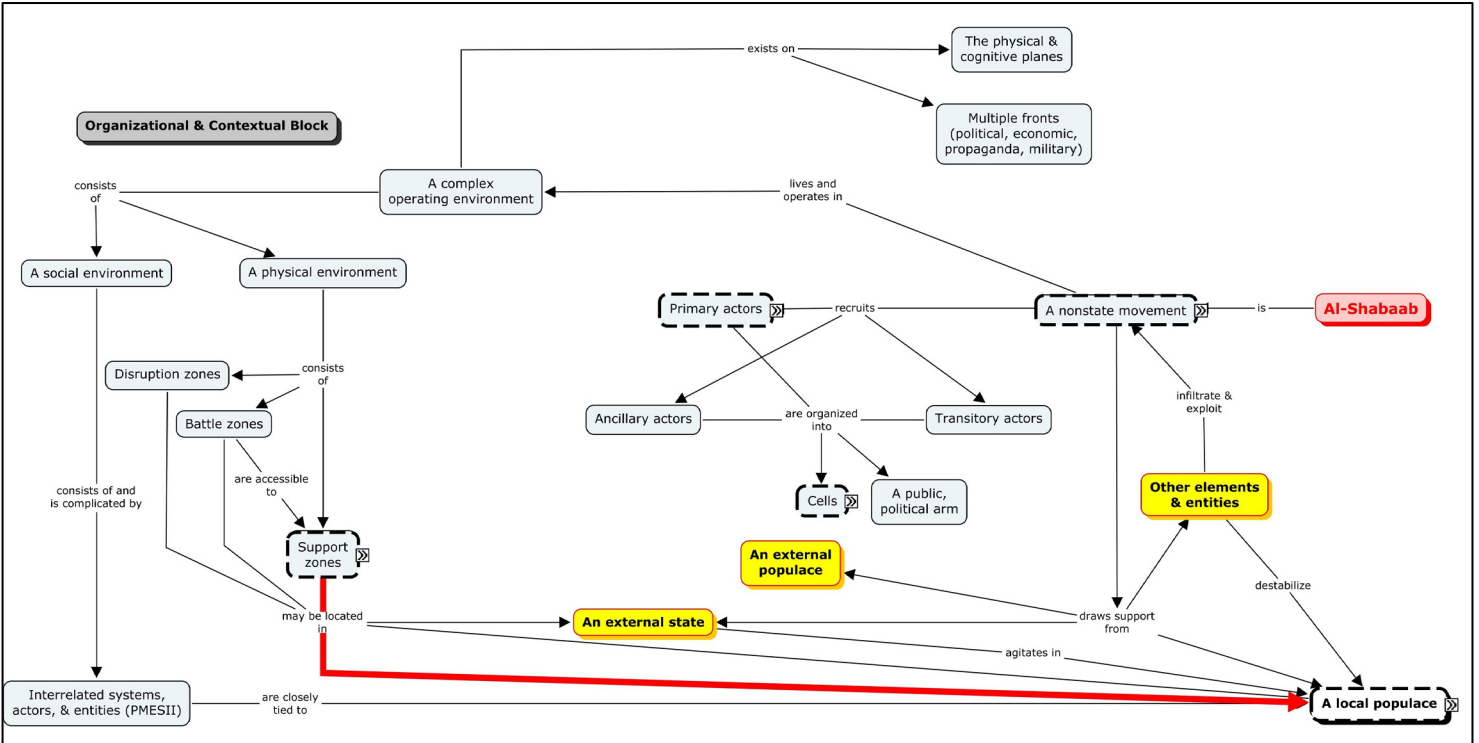 exists on
The physical &
cognitive planes
Organizational & Contextual Block
Multiple fronts
(political, economic,
propaganda, military)
consists
of
A complex
operating environment
lives and
operates in
A social environment
A physical environment
Primary actors
recruits
A nonstate movement
is
Al-Shabaab
Disruption zones
consists
of
infiltrate &
exploit
Battle zones
Ancillary actors
are organized
into
Transitory actors
are accessible
to
consists of and
is complicated by
Cells
A public,
political arm
Other elements
& entities
Support
zones
An external
populace
destabilize
may be located
in
An external state
draws support
from
agitates in
Interrelated systems,
actors, & entities (PMESII)
are closely
tied to
A local populace